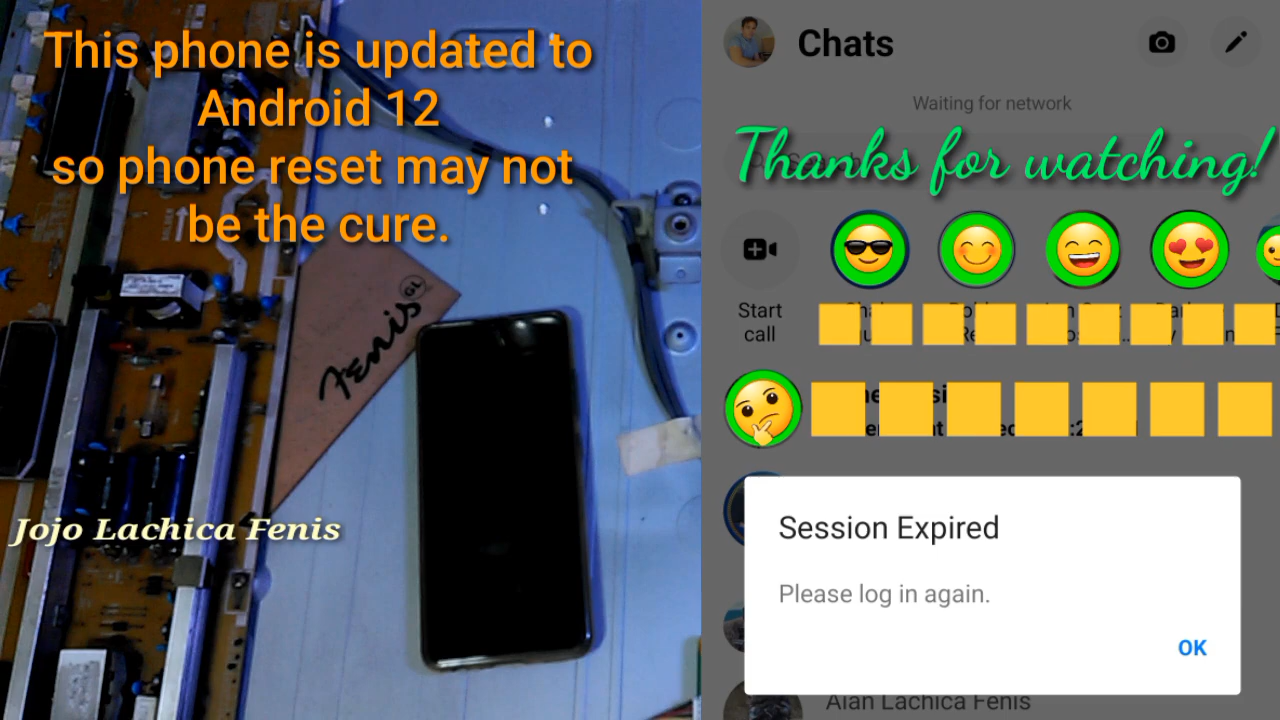 This phone is updated to
Android 12
so phone reset may not
be the cure.
Fenis
GL
Jojo Lachica Fenis
Chats
Waiting for network
Thanks for watching!
Start
call
Session Expired
Please log in again.
OK
Alan Lachica Fenis